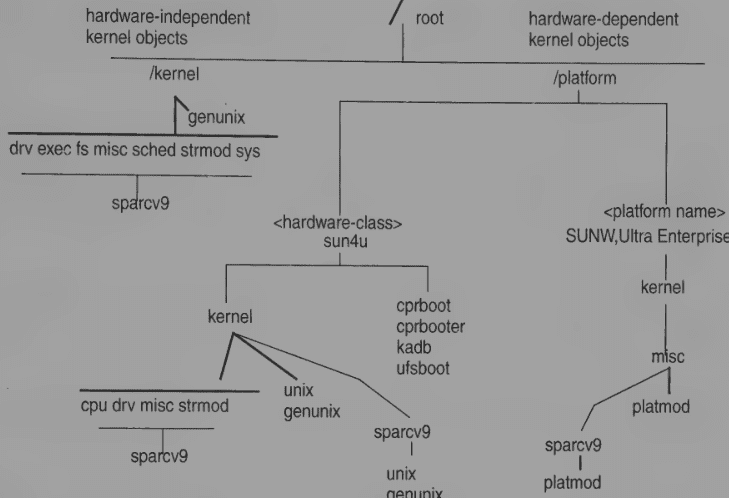 hardware-independent
kernel objects
/
root
hardware-dependent
kernel objects
/kernel
/platform
genunix
drv exec fs misc sched strmod sys
sparcv9
<hardware-class>
sun4u
<platform name>
SUNW,Ultra Enterprise
kernel
kernel
cprboot
cprbooter
kadb
ufsboot
misc
cpu drv misc strmod
unix
genunix
platmod
sparcv9
sparcv9
sparcv9
unix
genunix
platmod